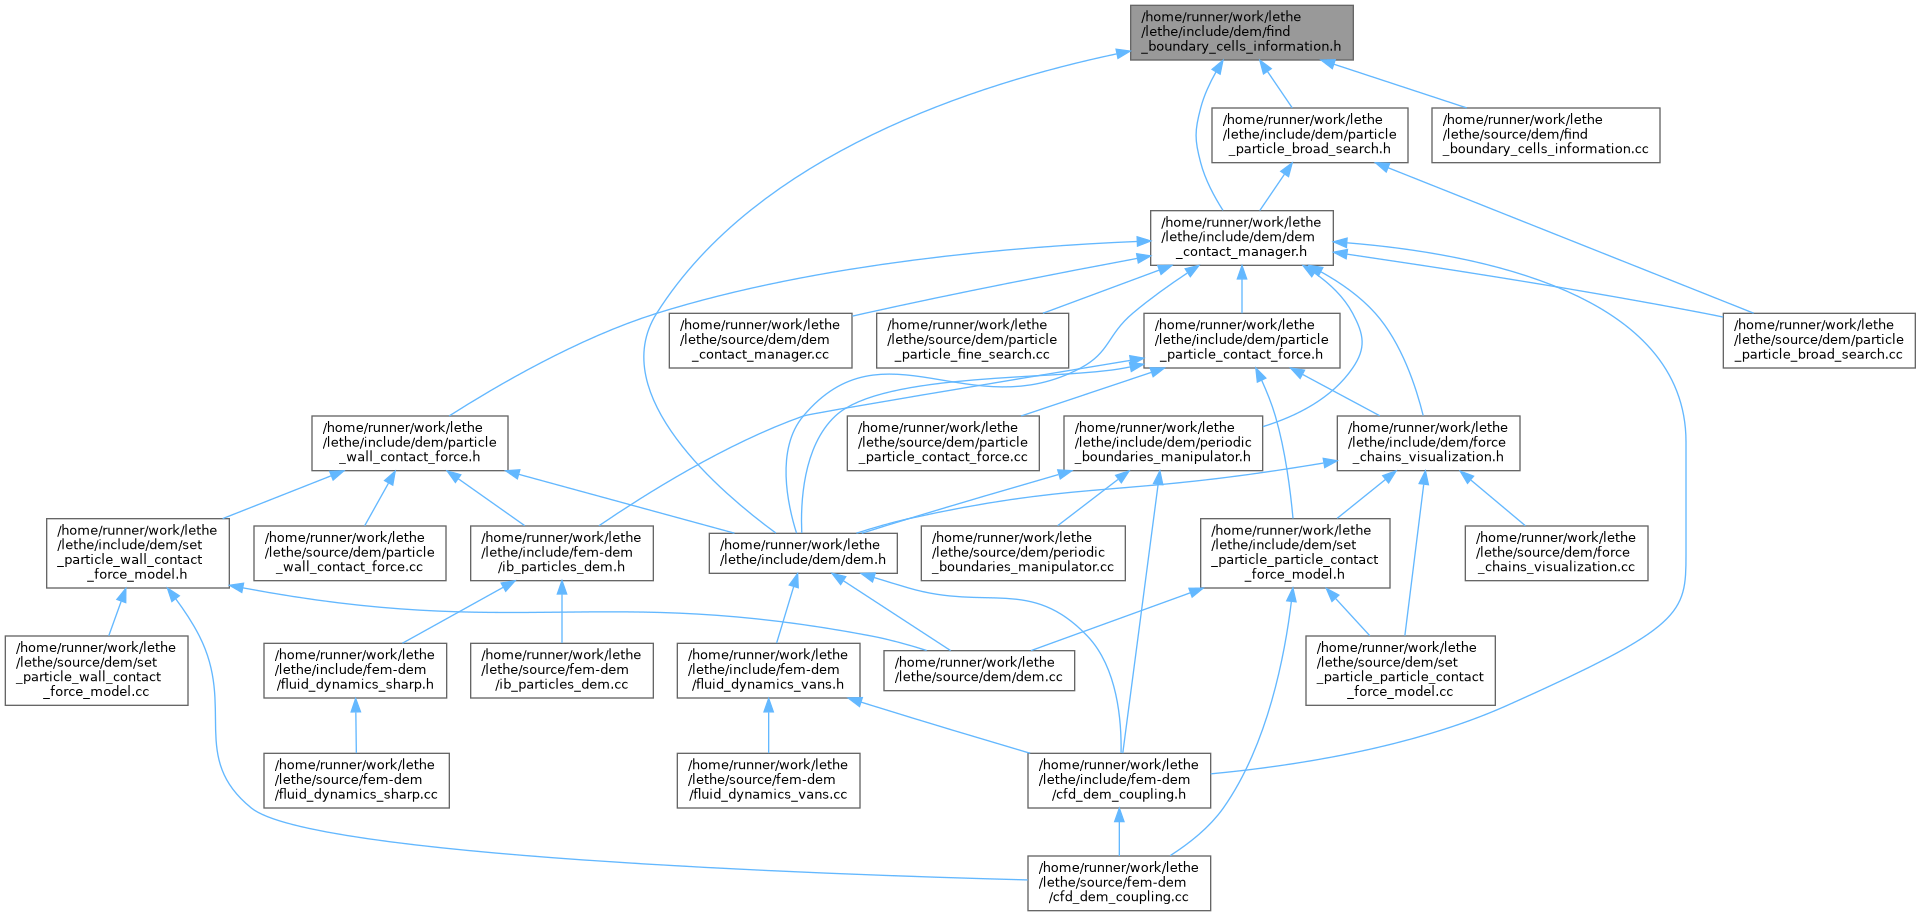 /home/runner/work/lethe
/lethe/include/dem/find
_boundary_cells_information.h
/home/runner/work/lethe
/lethe/include/dem/particle
_particle_broad_search.h
/home/runner/work/lethe
/lethe/source/dem/find
_boundary_cells_information.cc
/home/runner/work/lethe
/lethe/include/dem/dem
_contact_manager.h
/home/runner/work/lethe
/lethe/source/dem/dem
_contact_manager.cc
/home/runner/work/lethe
/lethe/source/dem/particle
_particle_fine_search.cc
/home/runner/work/lethe
/lethe/include/dem/particle
_particle_contact_force.h
/home/runner/work/lethe
/lethe/source/dem/particle
_particle_broad_search.cc
/home/runner/work/lethe
/lethe/include/dem/particle
_wall_contact_force.h
/home/runner/work/lethe
/lethe/source/dem/particle
_particle_contact_force.cc
/home/runner/work/lethe
/lethe/include/dem/periodic
_boundaries_manipulator.h
/home/runner/work/lethe
/lethe/include/dem/force
_chains_visualization.h
/home/runner/work/lethe
/lethe/include/dem/set
_particle_wall_contact
_force_model.h
/home/runner/work/lethe
/lethe/source/dem/particle
_wall_contact_force.cc
/home/runner/work/lethe
/lethe/include/fem-dem
/ib_particles_dem.h
/home/runner/work/lethe
/lethe/include/dem/dem.h
/home/runner/work/lethe
/lethe/source/dem/periodic
_boundaries_manipulator.cc
/home/runner/work/lethe
/lethe/include/dem/set
_particle_particle_contact
_force_model.h
/home/runner/work/lethe
/lethe/source/dem/force
_chains_visualization.cc
/home/runner/work/lethe
/lethe/source/dem/set
_particle_wall_contact
_force_model.cc
/home/runner/work/lethe
/lethe/include/fem-dem
/fluid_dynamics_sharp.h
/home/runner/work/lethe
/lethe/source/fem-dem
/ib_particles_dem.cc
/home/runner/work/lethe
/lethe/include/fem-dem
/fluid_dynamics_vans.h
/home/runner/work/lethe
/lethe/source/dem/dem.cc
/home/runner/work/lethe
/lethe/source/dem/set
_particle_particle_contact
_force_model.cc
/home/runner/work/lethe
/lethe/source/fem-dem
/fluid_dynamics_sharp.cc
/home/runner/work/lethe
/lethe/source/fem-dem
/fluid_dynamics_vans.cc
/home/runner/work/lethe
/lethe/include/fem-dem
/cfd_dem_coupling.h
/home/runner/work/lethe
/lethe/source/fem-dem
/cfd_dem_coupling.cc